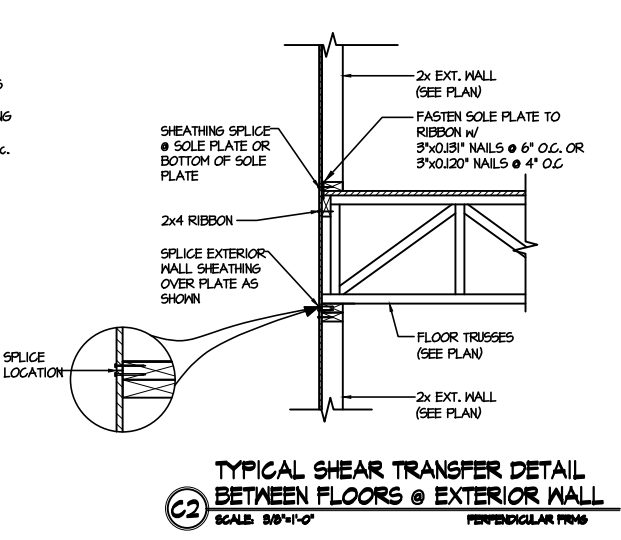 S
NG
C.
2x EXT. WALL
(SEE PLAN)
FASTEN SOLE PLATE TO
RIBBON W/
3"x0.131" NAILS @ 6" O.C. OR
3"x0.120" NAILS @ 4" O.C
SHEATHING SPLICE
@ SOLE PLATE OR
BOTTOM OF SOLE
PLATE
2x4 RIBBON
SPLICE EXTERIOR
WALL SHEATHING
OVER PLATE AS
SHOWN
SPLICE
LOCATION
FLOOR TRUSSES
(SEE PLAN)
2x EXT. WALL
(SEE PLAN)
C2
TYPICAL SHEAR TRANSFER DETAIL
BETWEEN FLOORS @ EXTERIOR WALL
SCALE: 3/8"=1'-0"
PERPENDICULAR FRMG